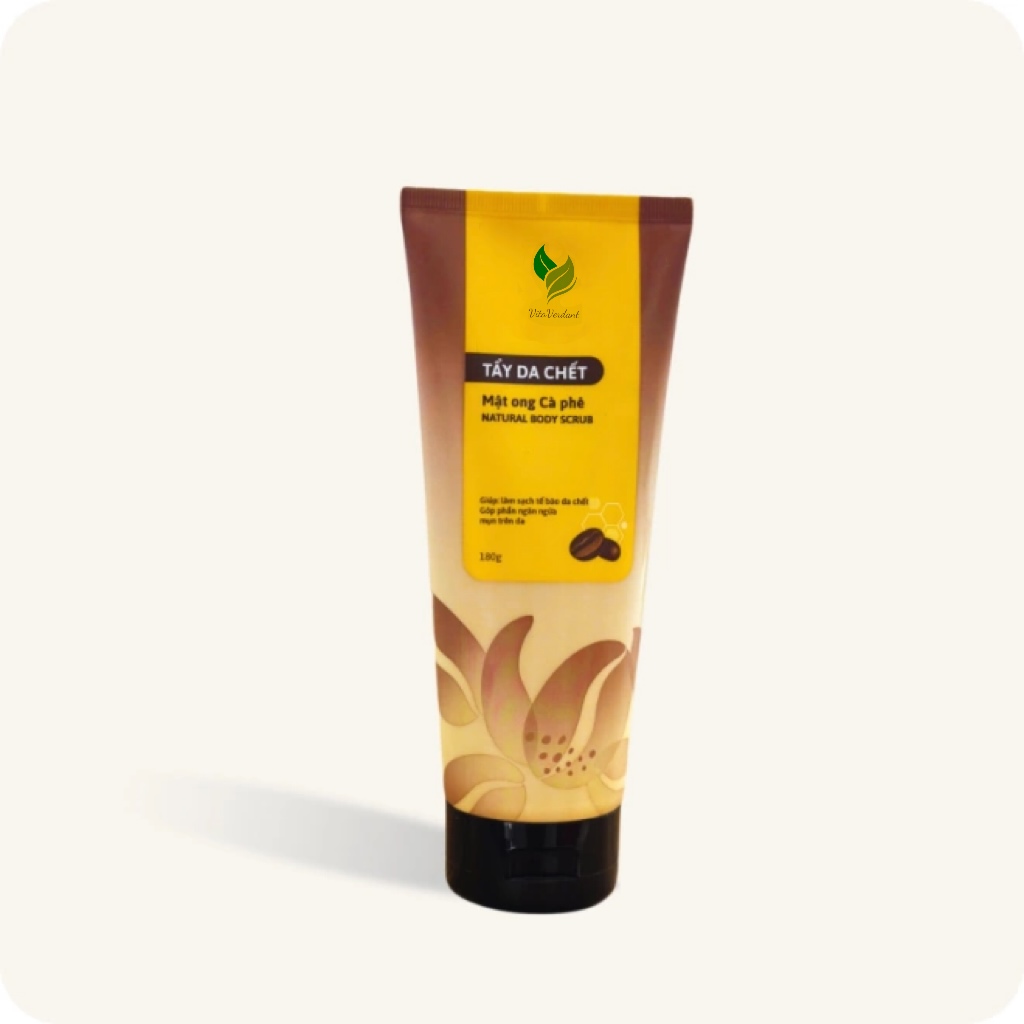 VitaVerdant
TẨY DA CHẾT
Mật ong Cà phê
NATURAL BODY SCRUB
Giúp làm sạch tế bào da chết
Góp phần ngăn ngừa
mụn trên da
180g